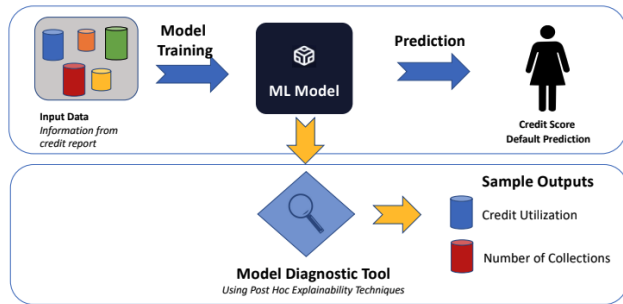 Model
Training
Prediction
ML Model
Input Data
Information from
credit report
Credit Score
Default Prediction
Sample Outputs
Credit Utilization
Number of Collections
Model Diagnostic Tool
Using Post Hoc Explainability Techniques